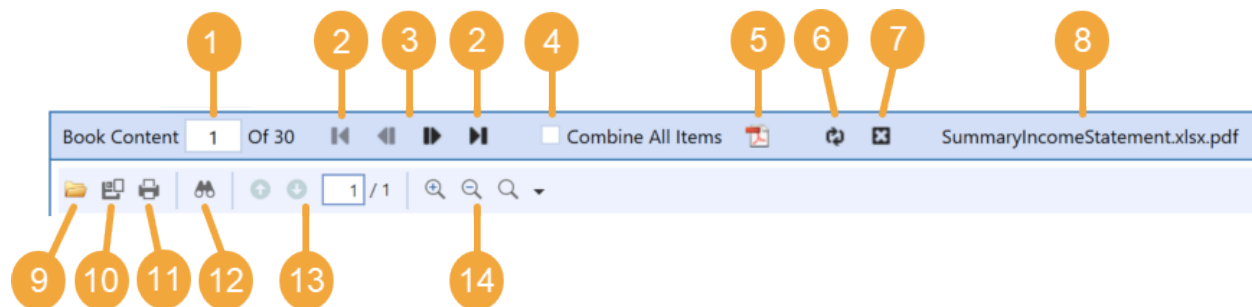 1 2 3 2 4 5 6 7 8
Book Content 1 Of 30 Combine All Items SummaryIncomeStatement.xlsx.pdf
1 / 1
9 10 11 12 13 14